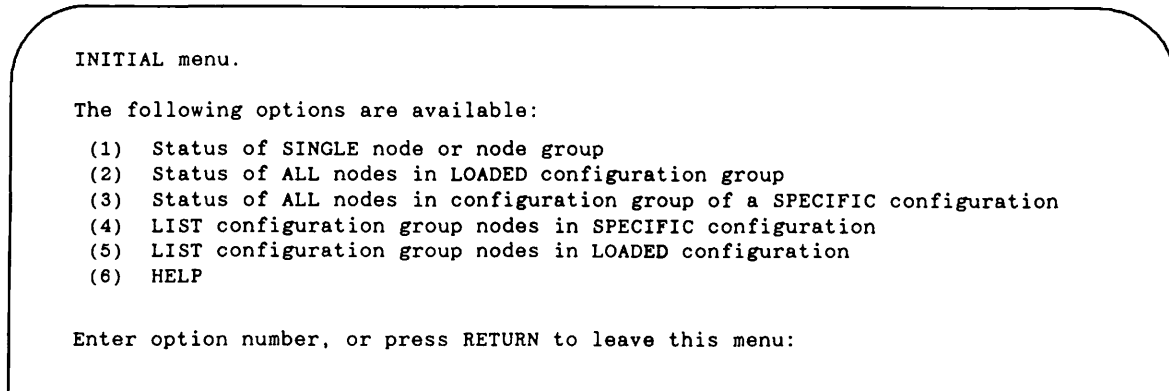 INITIAL menu.
The following options are available:
(1) Status of SINGLE node or node group
(2) Status of ALL nodes in LOADED configuration group
(3) Status of ALL nodes in configuration group of a SPECIFIC configuration
(4) LIST configuration group nodes in SPECIFIC configuration
(5) LIST configuration group nodes in LOADED configuration
(6) HELP
Enter option number, or press RETURN to leave this menu: